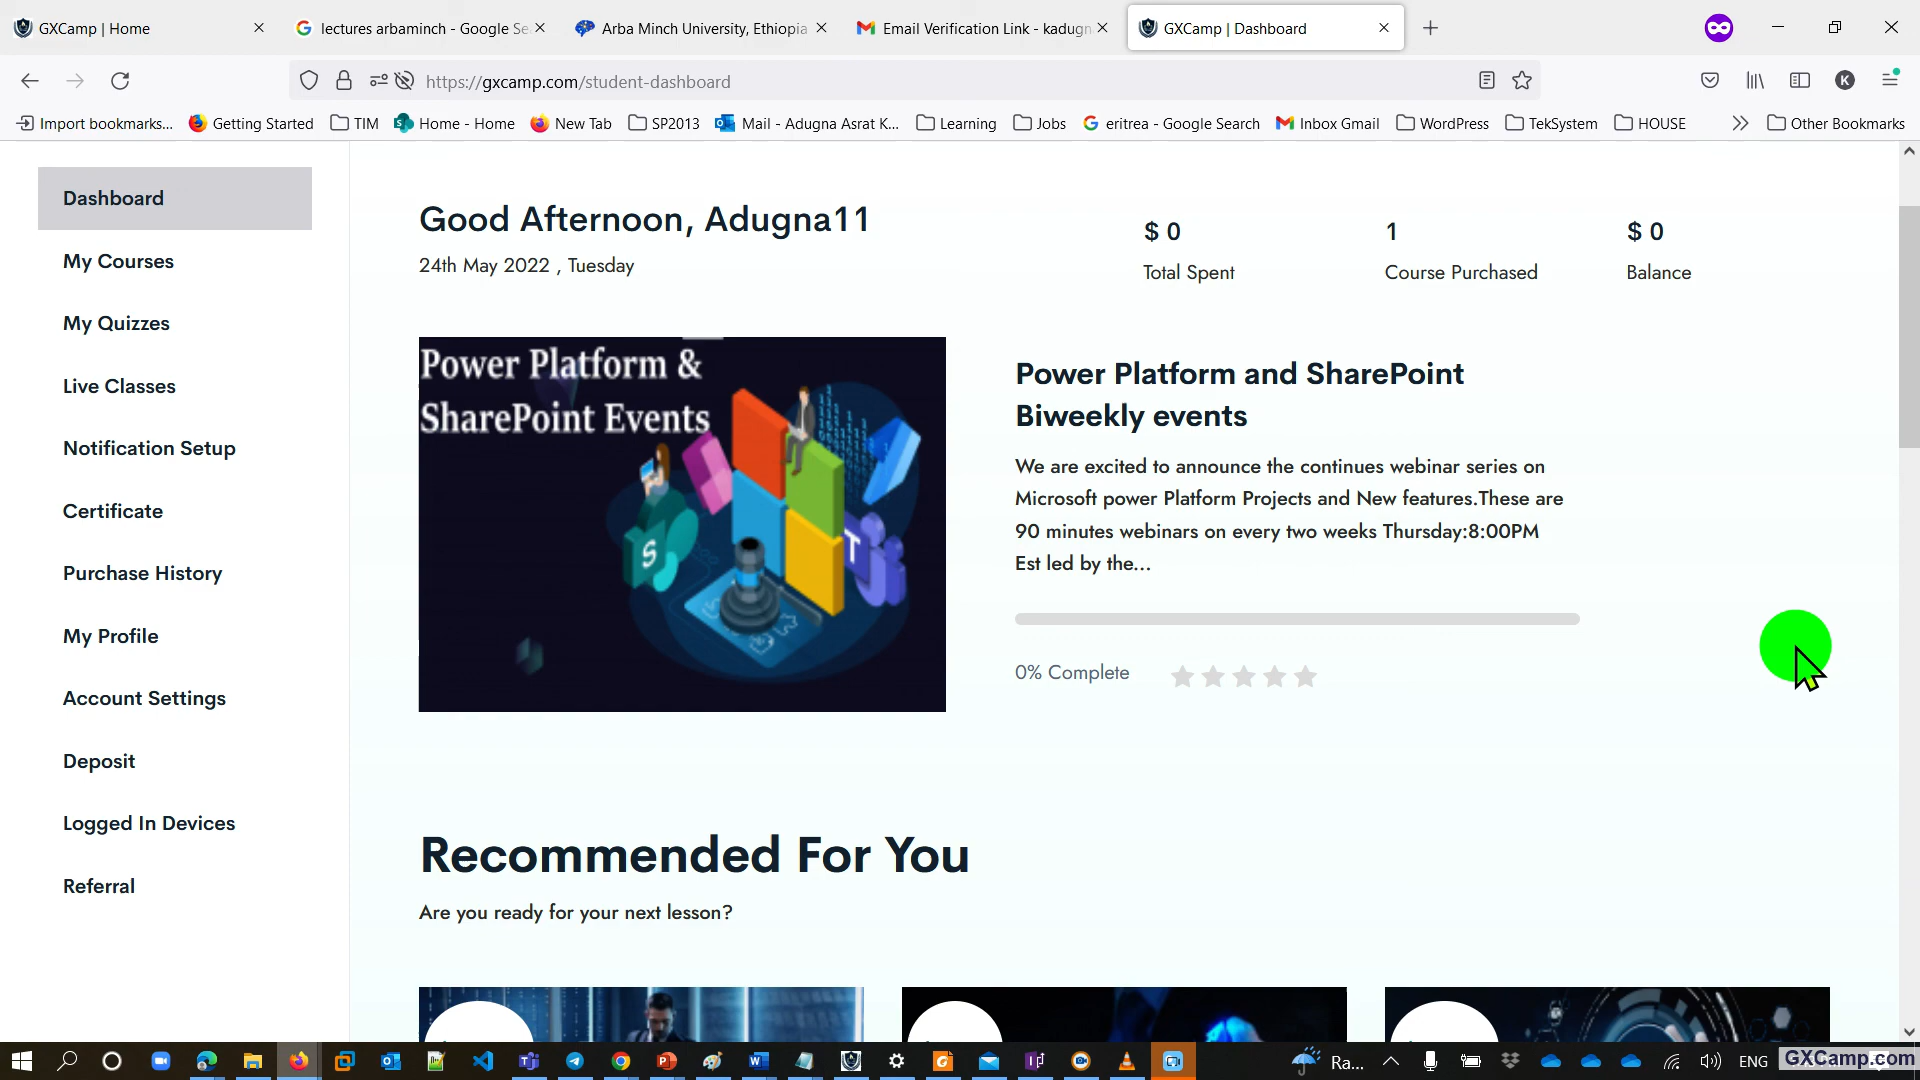 GXCamp | Home
lectures arbaminch - Google Se
Arba Minch University, Ethiopia
Email Verification Link - kadugn
GXCamp | Dashboard
https://gxcamp.com/student-dashboard
K
Import bookmarks...
Getting Started
TIM
Home - Home
New Tab
SP2013
Mail - Adugna Asrat K...
Learning
Jobs
eritrea - Google Search
Inbox Gmail
WordPress
TekSystem
HOUSE
Other Bookmarks
Dashboard
My Courses
My Quizzes
Live Classes
Notification Setup
Certificate
Purchase History
My Profile
Account Settings
Deposit
Logged In Devices
Referral
Good Afternoon, Adugna11
24th May 2022 , Tuesday
$ 0
Total Spent
1
Course Purchased
$ 0
Balance
Power Platform &
SharePoint Events
S
T
Power Platform and SharePoint
Biweekly events
We are excited to announce the continues webinar series on
Microsoft power Platform Projects and New features.These are
90 minutes webinars on every two weeks Thursday:8:00PM
Est led by the...
0% Complete
Recommended For You
Are you ready for your next lesson?
Ra...
ENG
GXCamp.com